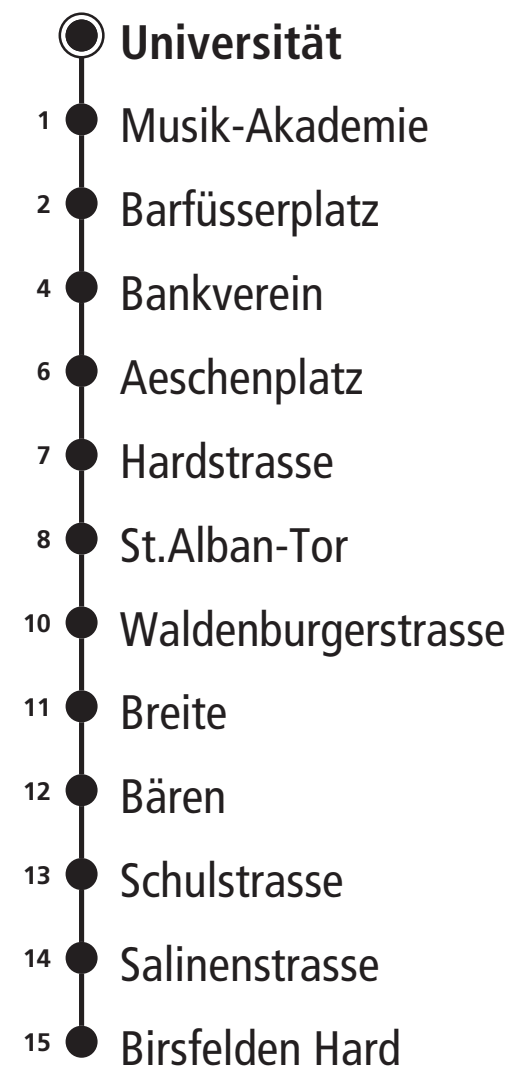 Universität
1 Musik-Akademie
2 Barfüsserplatz
4 Bankverein
6 Aeschenplatz
7 Hardstrasse
8 St.Alban-Tor
10 Waldenburgerstrasse
11 Breite
12 Bären
13 Schulstrasse
14 Salinenstrasse
15 Birsfelden Hard